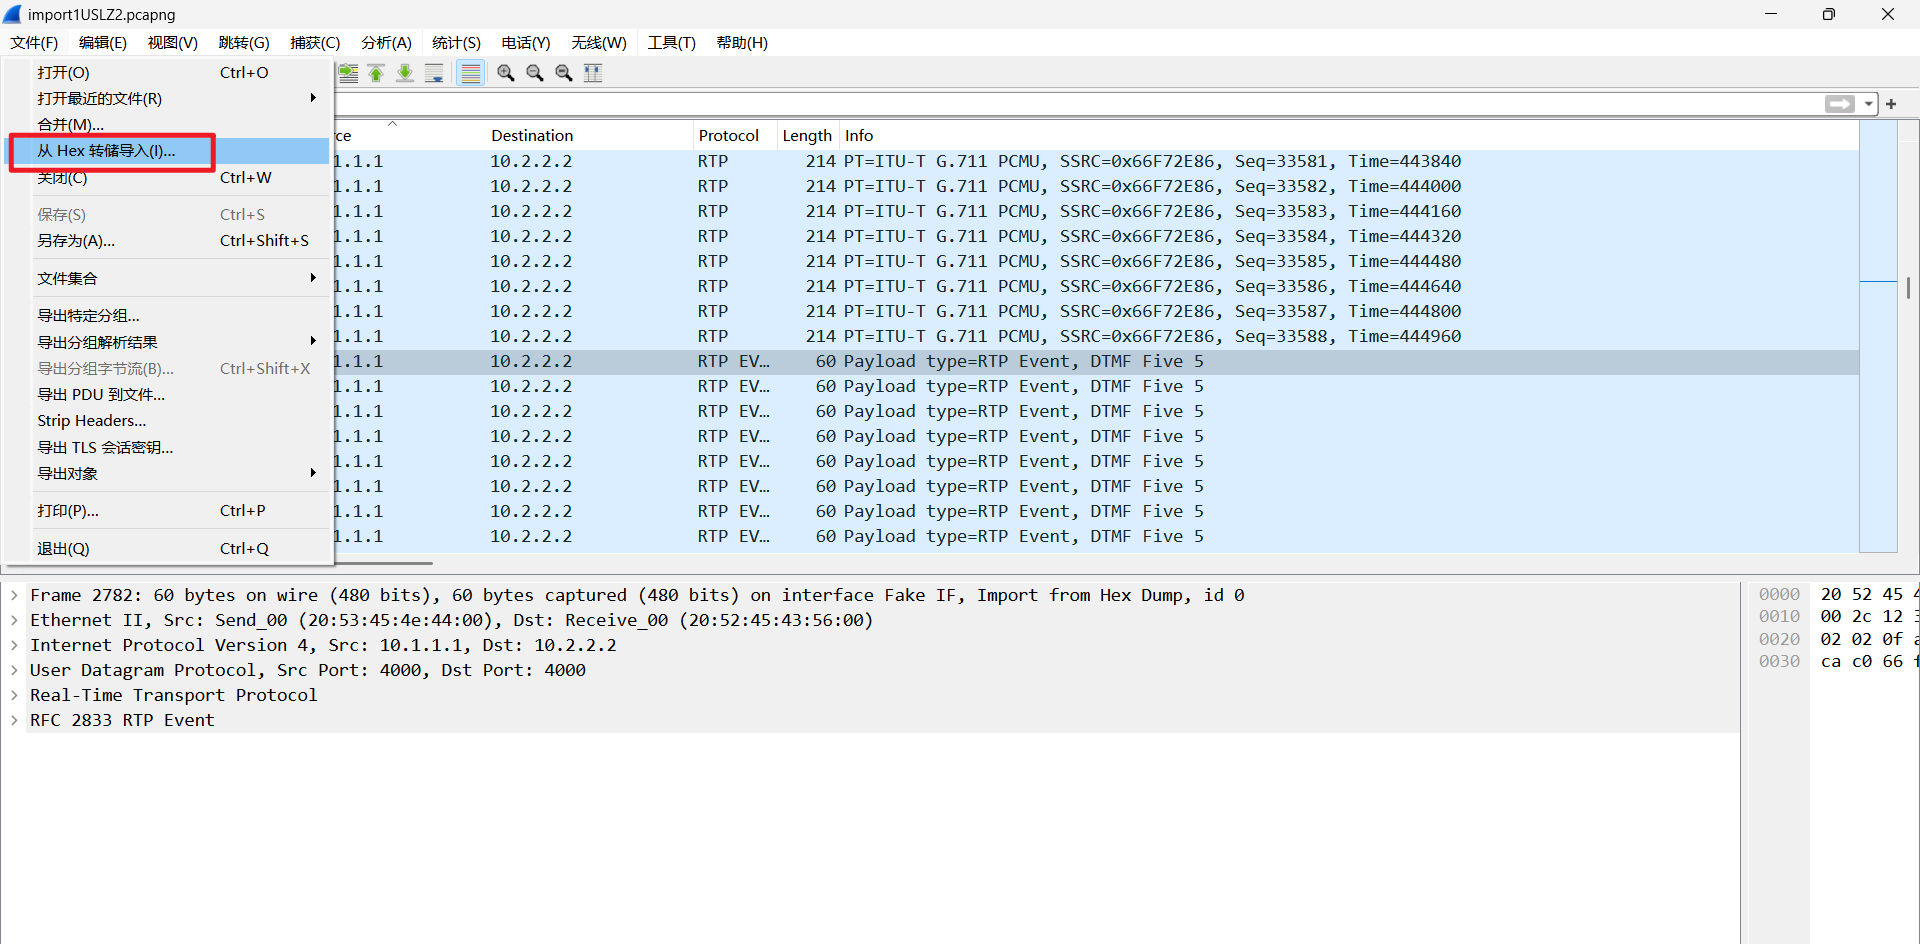 import1USLZ2.pcapng
文件(F) 编辑(E) 视图(V) 跳转(G) 捕获(C) 分析(A) 统计(S) 电话(Y) 无线(W) 工具(T) 帮助(H)
打开(O) Ctrl+O
打开最近的文件(R)
合并(M)...
从 Hex 转储导入(I)...
关闭(C) Ctrl+W
保存(S) Ctrl+S
另存为(A)... Ctrl+Shift+S
文件集合
导出特定分组...
导出分组解析结果
导出分组字节流(B)... Ctrl+Shift+X
导出 PDU 到文件...
Strip Headers...
导出 TLS 会话密钥...
导出对象
打印(P)... Ctrl+P
退出(Q) Ctrl+Q
ce Destination Protocol Length Info
1.1.1 10.2.2.2 RTP 214 PT=ITU-T G.711 PCMU, SSRC=0x66F72E86, Seq=33581, Time=443840
1.1.1 10.2.2.2 RTP 214 PT=ITU-T G.711 PCMU, SSRC=0x66F72E86, Seq=33582, Time=444000
1.1.1 10.2.2.2 RTP 214 PT=ITU-T G.711 PCMU, SSRC=0x66F72E86, Seq=33583, Time=444160
1.1.1 10.2.2.2 RTP 214 PT=ITU-T G.711 PCMU, SSRC=0x66F72E86, Seq=33584, Time=444320
1.1.1 10.2.2.2 RTP 214 PT=ITU-T G.711 PCMU, SSRC=0x66F72E86, Seq=33585, Time=444480
1.1.1 10.2.2.2 RTP 214 PT=ITU-T G.711 PCMU, SSRC=0x66F72E86, Seq=33586, Time=444640
1.1.1 10.2.2.2 RTP 214 PT=ITU-T G.711 PCMU, SSRC=0x66F72E86, Seq=33587, Time=444800
1.1.1 10.2.2.2 RTP 214 PT=ITU-T G.711 PCMU, SSRC=0x66F72E86, Seq=33588, Time=444960
1.1.1 10.2.2.2 RTP EV... 60 Payload type=RTP Event, DTMF Five 5
1.1.1 10.2.2.2 RTP EV... 60 Payload type=RTP Event, DTMF Five 5
1.1.1 10.2.2.2 RTP EV... 60 Payload type=RTP Event, DTMF Five 5
1.1.1 10.2.2.2 RTP EV... 60 Payload type=RTP Event, DTMF Five 5
1.1.1 10.2.2.2 RTP EV... 60 Payload type=RTP Event, DTMF Five 5
1.1.1 10.2.2.2 RTP EV... 60 Payload type=RTP Event, DTMF Five 5
1.1.1 10.2.2.2 RTP EV... 60 Payload type=RTP Event, DTMF Five 5
1.1.1 10.2.2.2 RTP EV... 60 Payload type=RTP Event, DTMF Five 5
Frame 2782: 60 bytes on wire (480 bits), 60 bytes captured (480 bits) on interface Fake IF, Import from Hex Dump, id 0
Ethernet II, Src: Send_00 (20:53:45:4e:44:00), Dst: Receive_00 (20:52:45:43:56:00)
Internet Protocol Version 4, Src: 10.1.1.1, Dst: 10.2.2.2
User Datagram Protocol, Src Port: 4000, Dst Port: 4000
Real-Time Transport Protocol
RFC 2833 RTP Event
0000 20 52 45
0010 00 2c 12
0020 02 02 0f
0030 ca c0 66